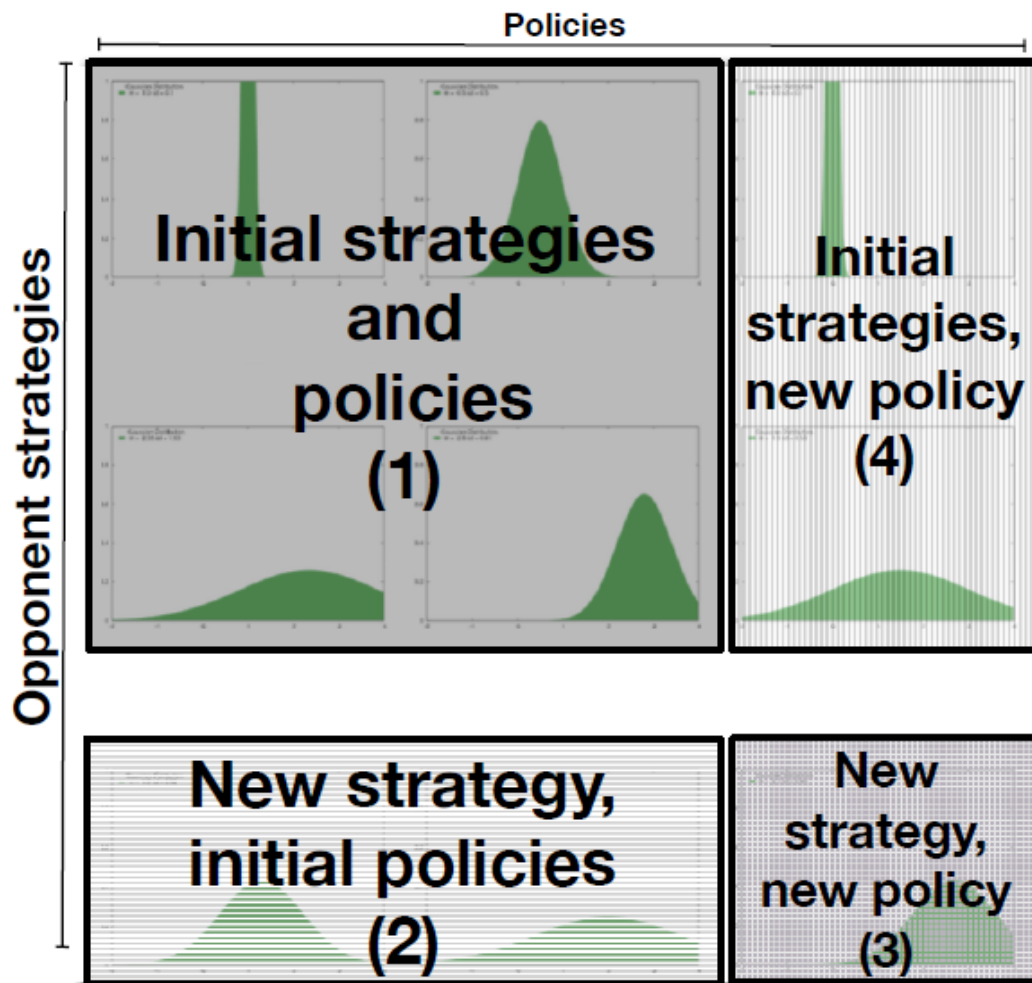 Policies
Opponent strategies
Initial strategies
and
policies
(1)
Initial
strategies,
new policy
(4)
New strategy,
initial policies
(2)
New
strategy,
new policy
(3)